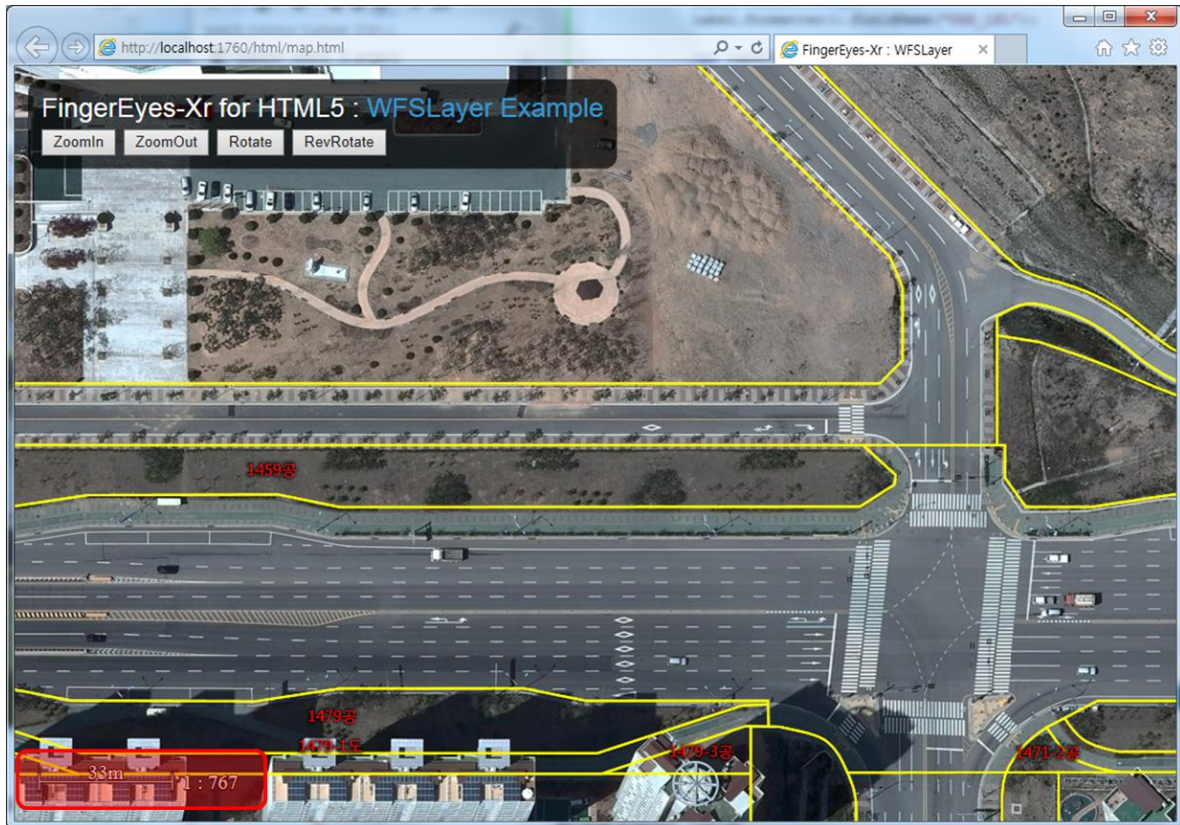 http://localhost:1760/html/map.html
FingerEyes-Xr : WFSLayer
FingerEyes-Xr for HTML5 : WFSLayer Example
ZoomIn ZoomOut Rotate RevRotate
1459공
1479공
1479-1도
1479-3공
1471-2공
33m
1 : 767